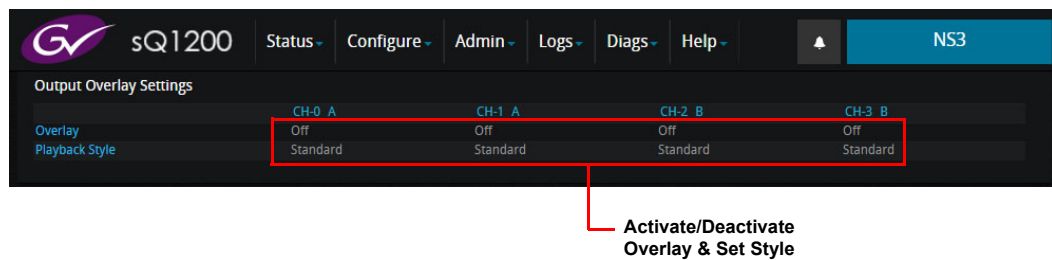 GV sQ1200 Status Configure Admin Logs Diags Help NS3
Output Overlay Settings
CH-0 A CH-1 A CH-2 B CH-3 B
Overlay Off Off Off Off
Playback Style Standard Standard Standard Standard
Activate/Deactivate
Overlay & Set Style